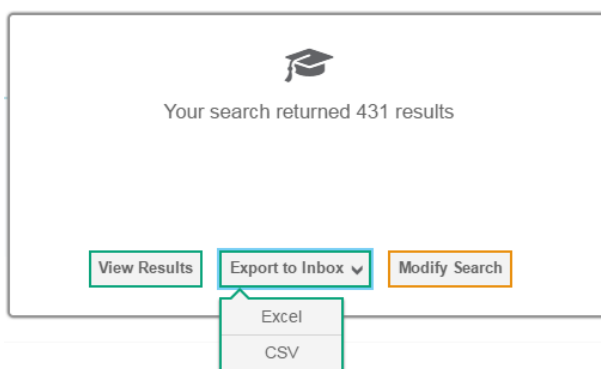 Your search returned 431 results
View Results Export to Inbox Modify Search
Excel
CSV